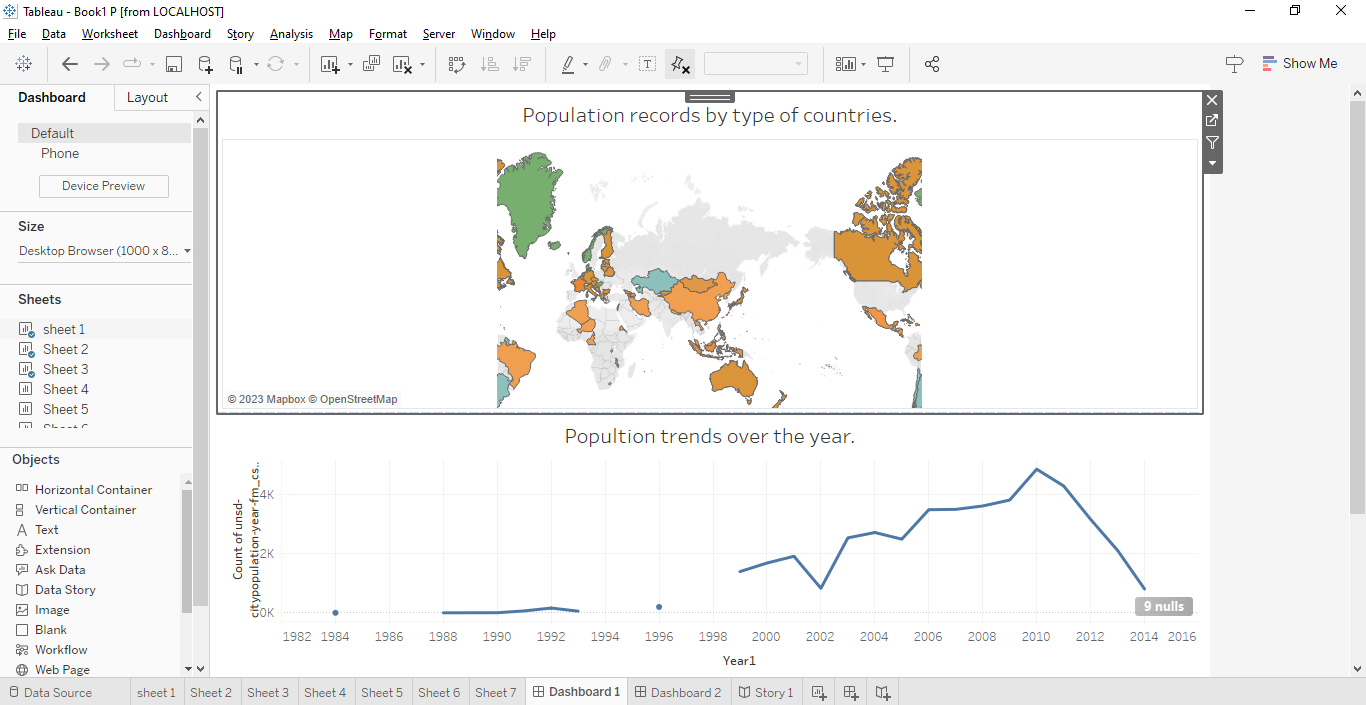 Tableau - Book1 P [from LOCALHOST]
File Data Worksheet Dashboard Story Analysis Map Format Server Window Help
Show Me
Dashboard Layout
Default
Phone
Device Preview
Size
Desktop Browser (1000 x 8...
Sheets
sheet 1
Sheet 2
Sheet 3
Sheet 4
Sheet 5
Objects
Horizontal Container
Vertical Container
Text
Extension
Ask Data
Data Story
Image
Blank
Workflow
Web Page
Population records by type of countries.
© 2023 Mapbox © OpenStreetMap
Popultion trends over the year.
Count of unsd-
citypopulation-year-fm_cs..
4K
2K
0K
9 nulls
1982 1984 1986 1988 1990 1992 1994 1996 1998 2000 2002 2004 2006 2008 2010 2012 2014 2016
Year1
Data Source sheet 1 Sheet 2 Sheet 3 Sheet 4 Sheet 5 Sheet 6 Sheet 7 Dashboard 1 Dashboard 2 Story 1